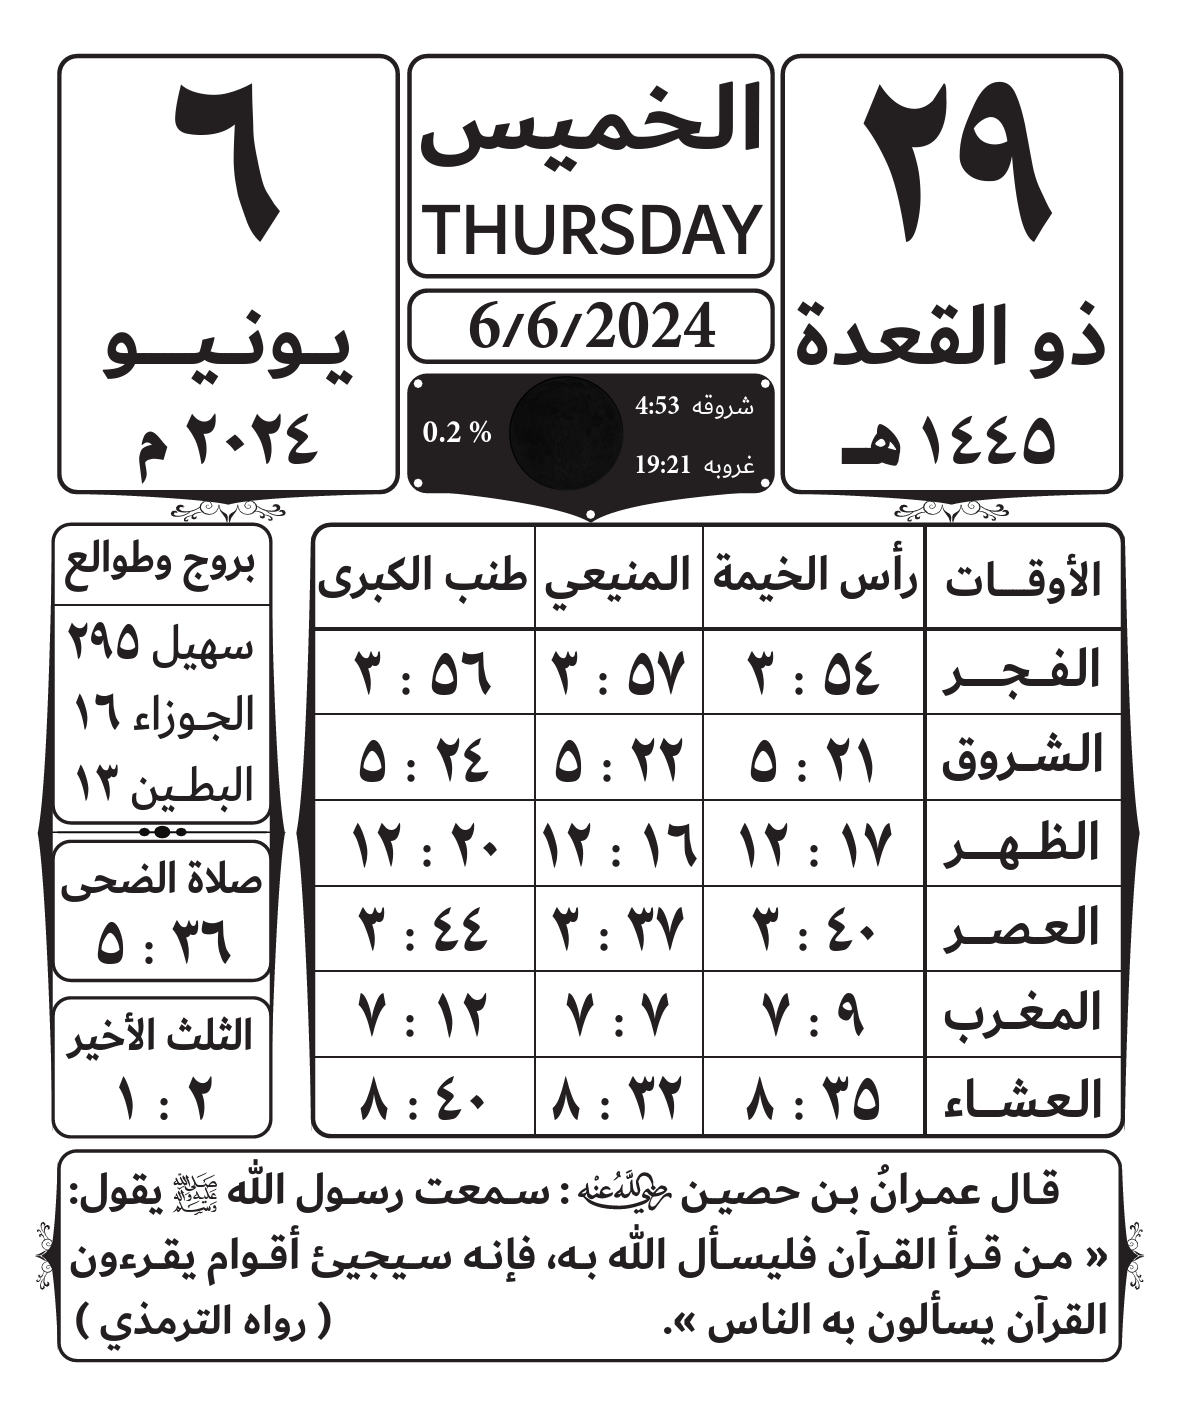 ٢٩
ذو القعدة
١٤٤٥ هـ
الخميس
THURSDAY
6/6/2024
شروقه 4:53
غروبه 19:21
0.2 %
٦
يونيو
٢٠٢٤ م
الأوقات رأس الخيمة المنيعي طنب الكبرى
الفجر ٥٤ : ٣ ٥٧ : ٣ ٥٦ : ٣
الشروق ٢١ : ٥ ٢٢ : ٥ ٢٤ : ٥
الظهر ١٧ : ١٢ ١٦ : ١٢ ٢٠ : ١٢
العصر ٤٠ : ٣ ٣٧ : ٣ ٤٤ : ٣
المغرب ٩ : ٧ ٧ : ٧ ١٢ : ٧
العشاء ٣٥ : ٨ ٣٢ : ٨ ٤٠ : ٨
بروج وطوالع
سهيل ٢٩٥
الجوزاء ١٦
البطين ١٣
صلاة الضحى
٣٦ : ٥
الثلث الأخير
٢ : ١
قال عمرانُ بن حصين رضي الله عنه : سمعت رسول الله ﷺ يقول:
« من قرأ القرآن فليسأل الله به، فإنه سيجيئ أقوام يقرءون
القرآن يسألون به الناس ». ( رواه الترمذي )